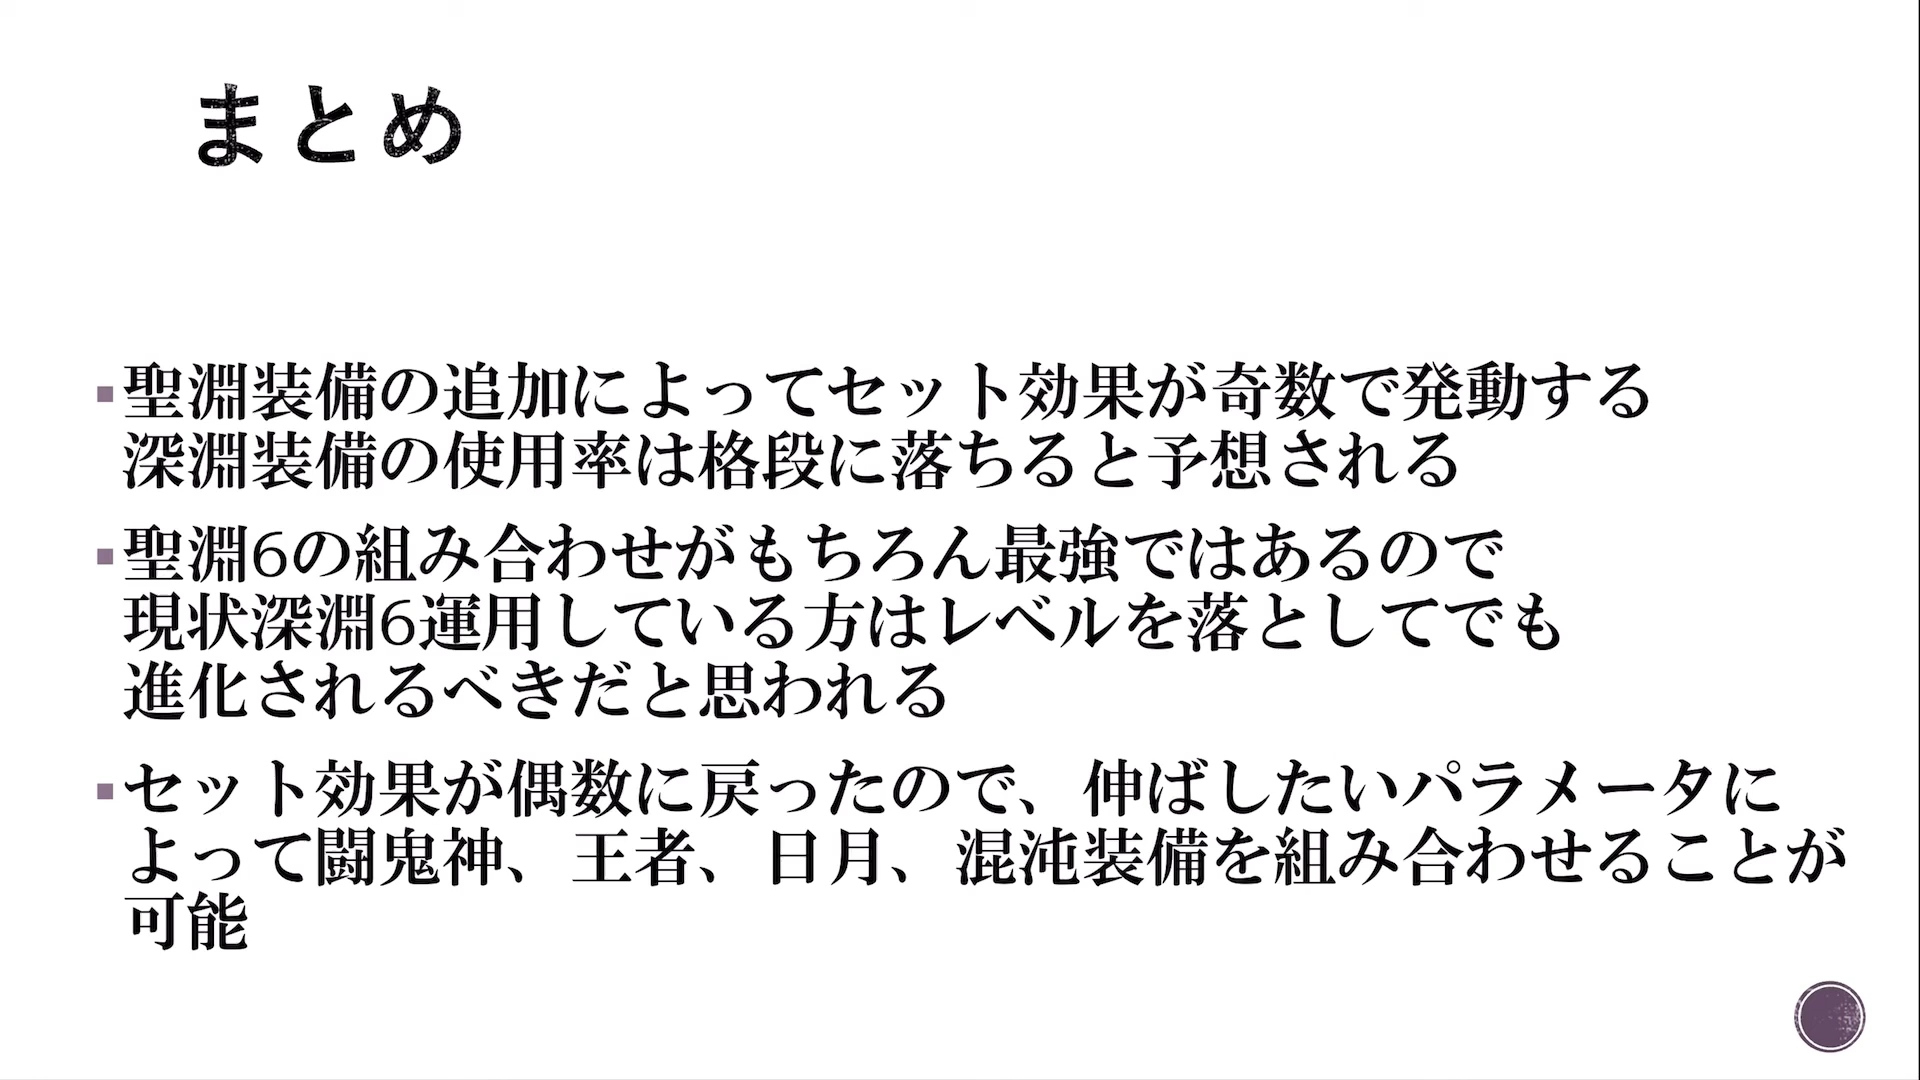 まとめ
聖淵装備の追加によってセット効果が奇数で発動する
深淵装備の使用率は格段に落ちると予想される
聖淵6の組み合わせがもちろん最強ではあるので
現状深淵6運用している方はレベルを落としてでも
進化されるべきだと思われる
セット効果が偶数に戻ったので、伸ばしたいパラメータに
よって闘鬼神、王者、日月、混沌装備を組み合わせることが
可能